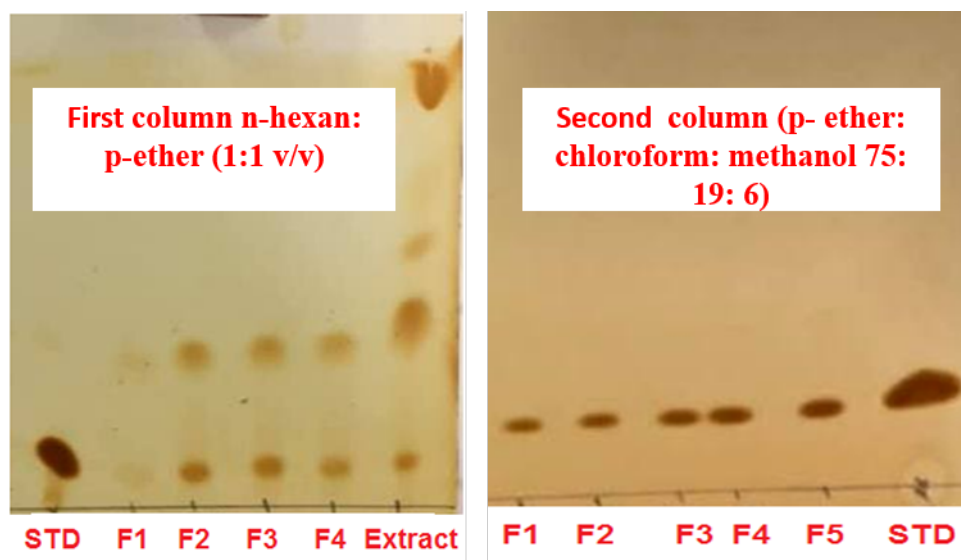 First column n-hexan:
p-ether (1:1 v/v)
Second column (p- ether:
chloroform: methanol 75:
19: 6)
STD F1 F2 F3 F4 Extract
F1 F2 F3 F4 F5 STD